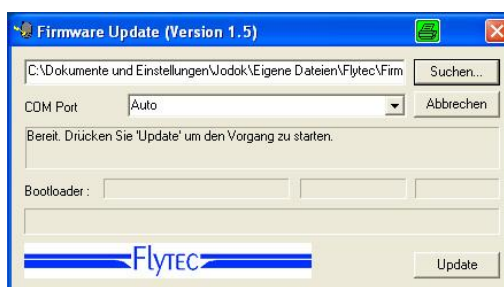 Firmware Update (Version 1.5)
C:\Dokumente und Einstellungen\Jodok\Eigene Dateien\Flytec\Firm
Suchen...
COM Port
Auto
Abbrechen
Bereit. Drücken Sie 'Update' um den Vorgang zu starten.
Bootloader :
FLYTEC
Update